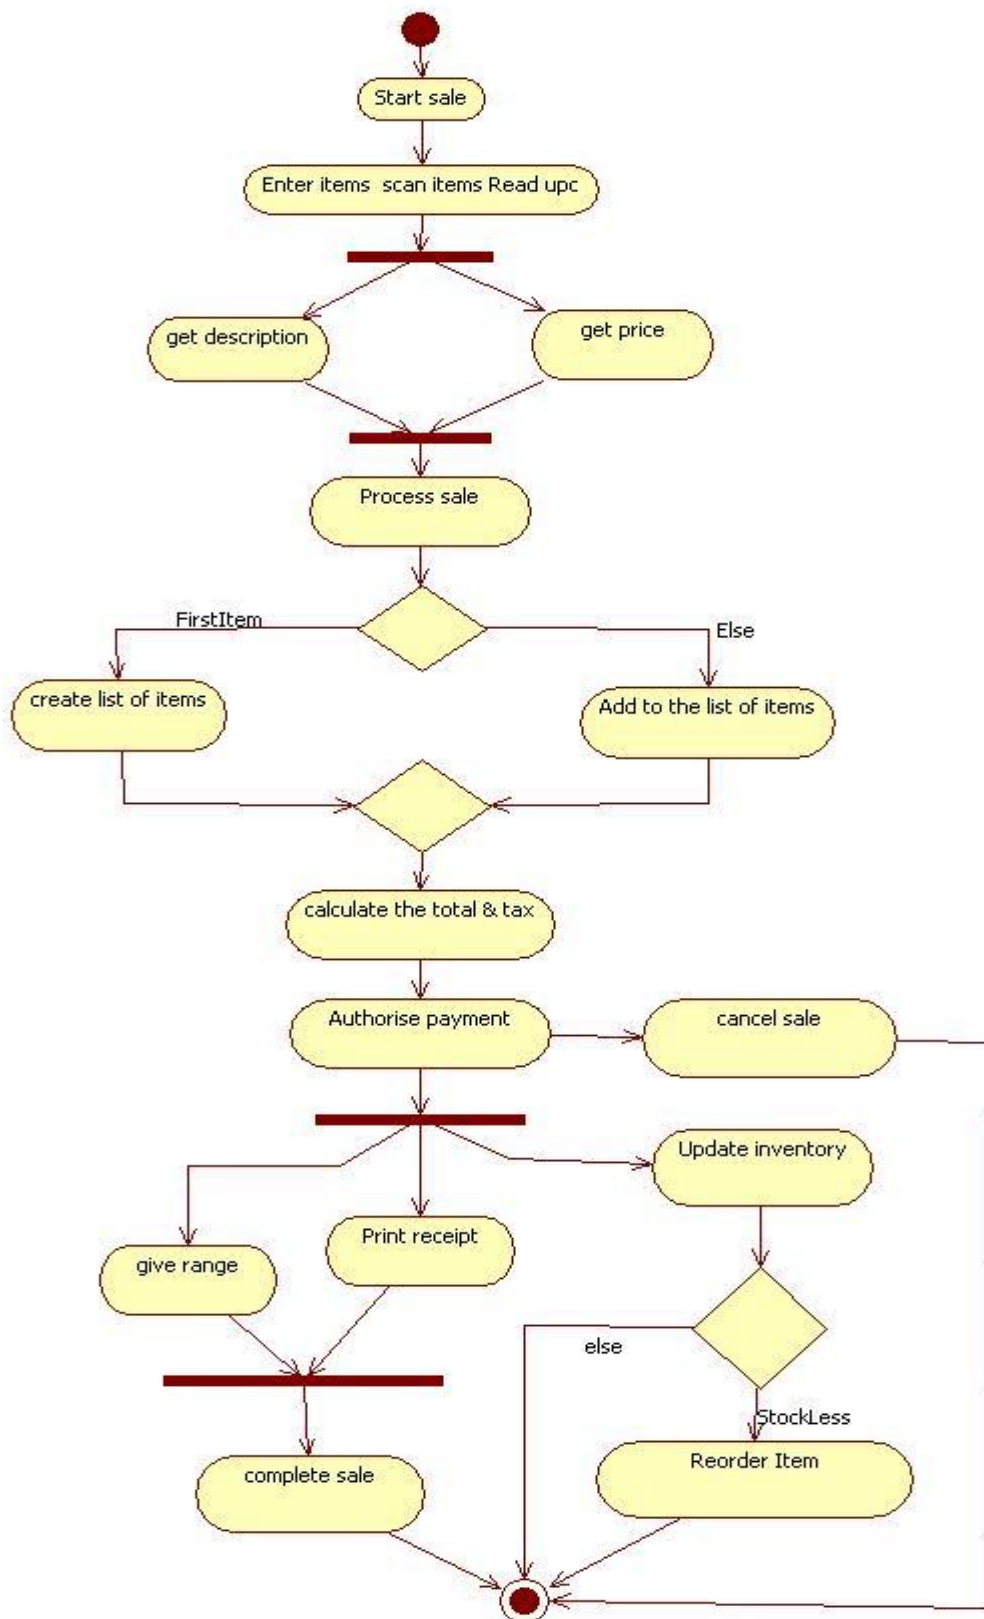 Start sale
Enter items  scan items Read upc
get description
get price
Process sale
FirstItem
Else
create list of items
Add to the list of items
calculate the total & tax
Authorise payment
cancel sale
Update inventory
Print receipt
give range
else
StockLess
Reorder Item
complete sale